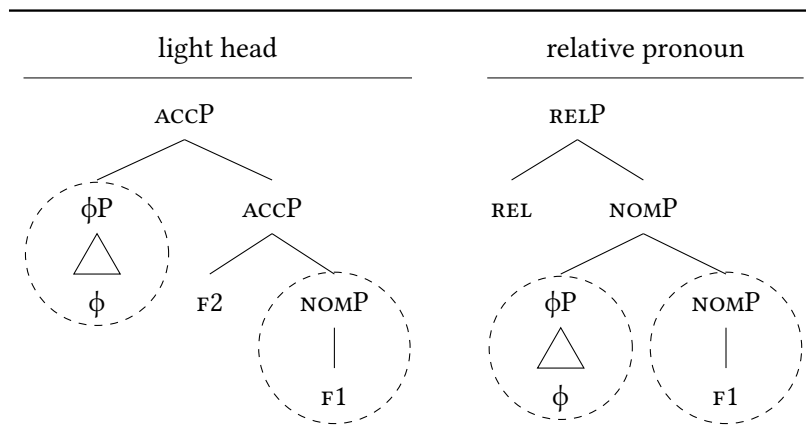 light head relative pronoun
ACCP RELP
ϕP ACCP REL NOMP
ϕ F2 NOMP ϕP NOMP
F1 ϕ F1